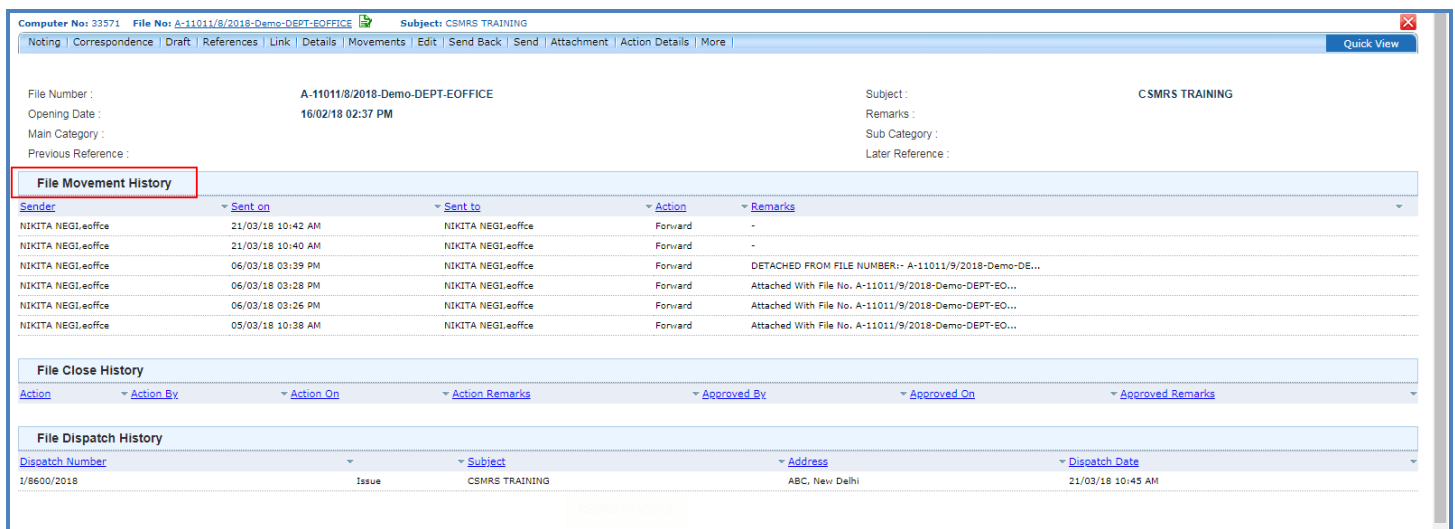 Computer No: 33571 File No: A-11011/8/2018-Demo-DEPT-EOFFICE Subject: CSMRS TRAINING
Noting | Correspondence | Draft | References | Link | Details | Movements | Edit | Send Back | Send | Attachment | Action Details | More | Quick View
File Number : A-11011/8/2018-Demo-DEPT-EOFFICE Subject : CSMRS TRAINING
Opening Date : 16/02/18 02:37 PM Remarks :
Main Category : Sub Category :
Previous Reference : Later Reference :
File Movement History
Sender Sent on Sent to Action Remarks
NIKITA NEGI,eoffce 21/03/18 10:42 AM NIKITA NEGI,eoffce Forward -
NIKITA NEGI,eoffce 21/03/18 10:40 AM NIKITA NEGI,eoffce Forward -
NIKITA NEGI,eoffce 06/03/18 03:39 PM NIKITA NEGI,eoffce Forward DETACHED FROM FILE NUMBER:- A-11011/9/2018-Demo-DE...
NIKITA NEGI,eoffce 06/03/18 03:28 PM NIKITA NEGI,eoffce Forward Attached With File No. A-11011/9/2018-Demo-DEPT-EO...
NIKITA NEGI,eoffce 06/03/18 03:26 PM NIKITA NEGI,eoffce Forward Attached With File No. A-11011/9/2018-Demo-DEPT-EO...
NIKITA NEGI,eoffce 05/03/18 10:38 AM NIKITA NEGI,eoffce Forward Attached With File No. A-11011/9/2018-Demo-DEPT-EO...
File Close History
Action Action By Action On Action Remarks Approved By Approved On Approved Remarks
File Dispatch History
Dispatch Number Subject Address Dispatch Date
I/8600/2018 Issue CSMRS TRAINING ABC, New Delhi 21/03/18 10:45 AM